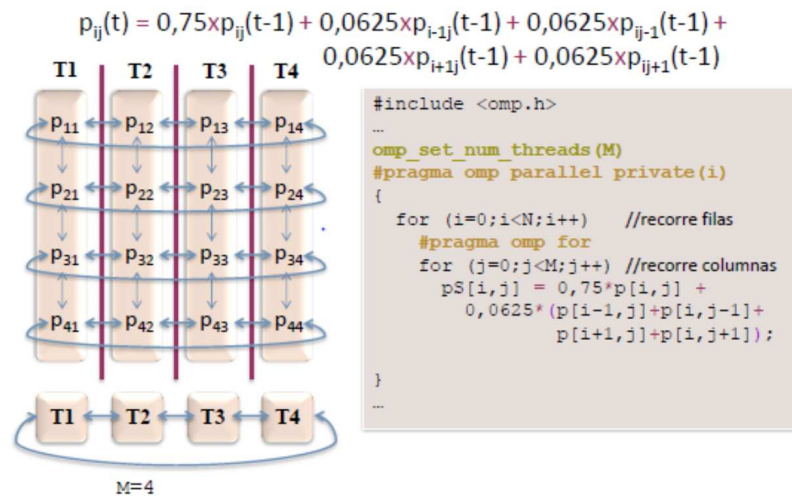 pij(t) = 0,75xpij(t-1) + 0,0625xpi-1j(t-1) + 0,0625xpij-1(t-1) +
0,0625xpi+1j(t-1) + 0,0625xpij+1(t-1)
T1 T2 T3 T4
p11 p12 p13 p14
p21 p22 p23 p24
p31 p32 p33 p34
p41 p42 p43 p44
T1 T2 T3 T4
M=4
#include <omp.h>
…
omp_set_num_threads(M)
#pragma omp parallel private(i)
{
for (i=0;i<N;i++) //recorre filas
#pragma omp for
for (j=0;j<M;j++) //recorre columnas
pS[i,j] = 0,75*p[i,j] +
0,0625*(p[i-1,j]+p[i,j-1]+
p[i+1,j]+p[i,j+1]);
}
…